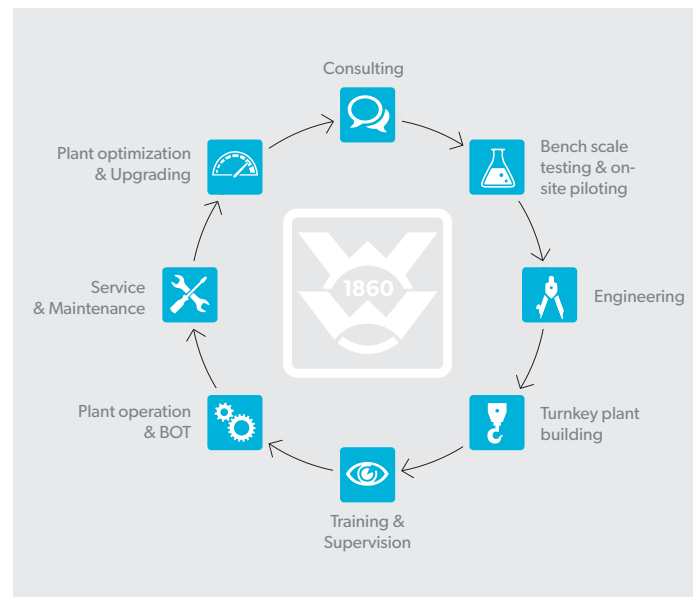 Consulting
Bench scale
testing & on-
site piloting
Engineering
Turnkey plant
building
Training &
Supervision
Plant operation
& BOT
Service
& Maintenance
Plant optimization
& Upgrading
1860